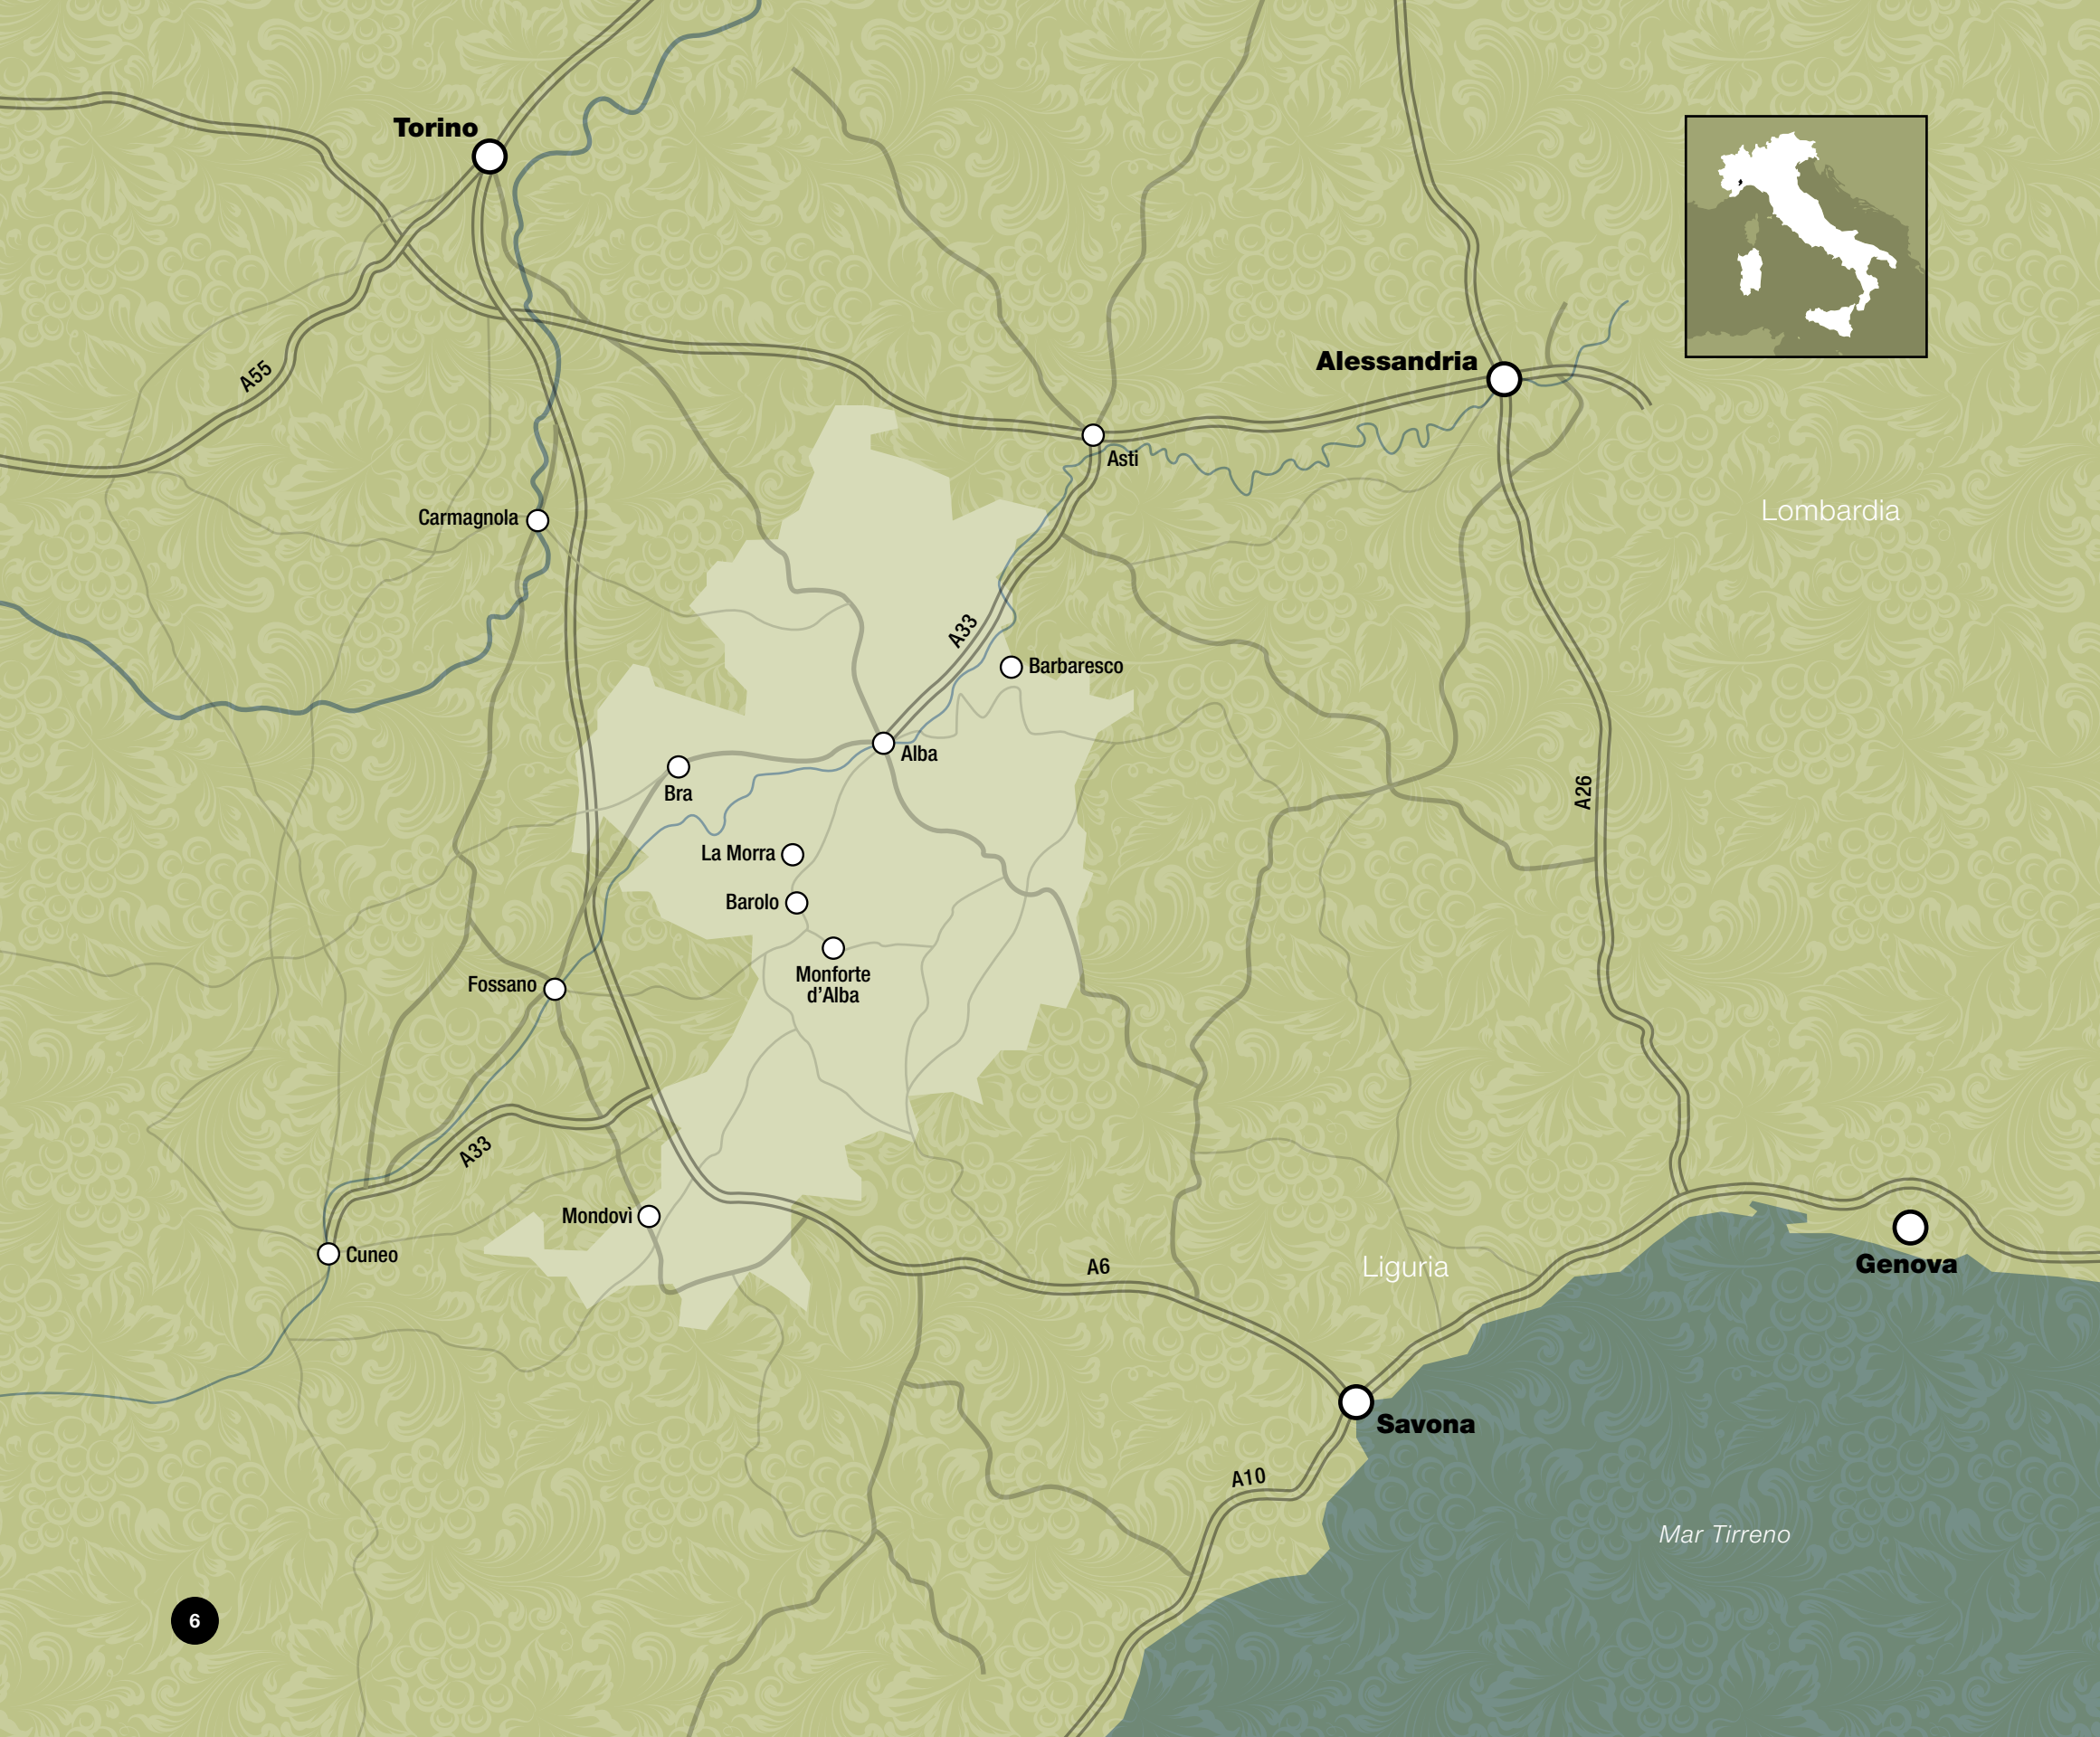 Torino
Alessandria
A55
Asti
Lombardia
Carmagnola
A33
Barbaresco
Alba
Bra
A26
La Morra
Barolo
Monforte
d'Alba
Fossano
A33
Mondovì
Cuneo
A6
Liguria
Genova
Savona
A10
Mar Tirreno
6